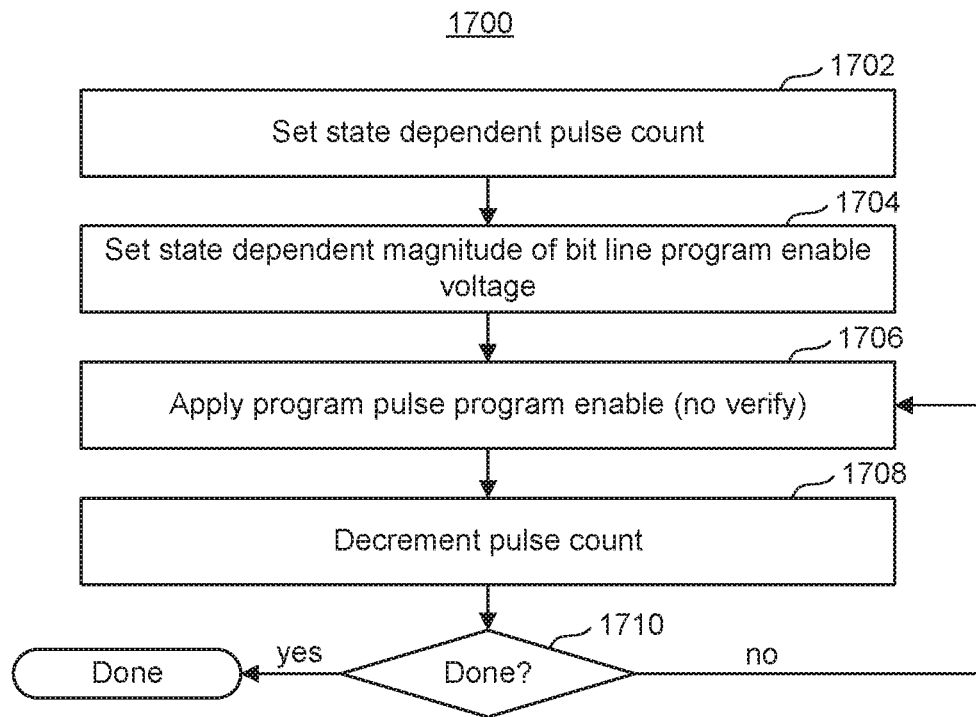 1700
1702
Set state dependent pulse count
1704
Set state dependent magnitude of bit line program enable
voltage
1706
Apply program pulse program enable (no verify)
1708
Decrement pulse count
1710
Done
yes
Done?
no